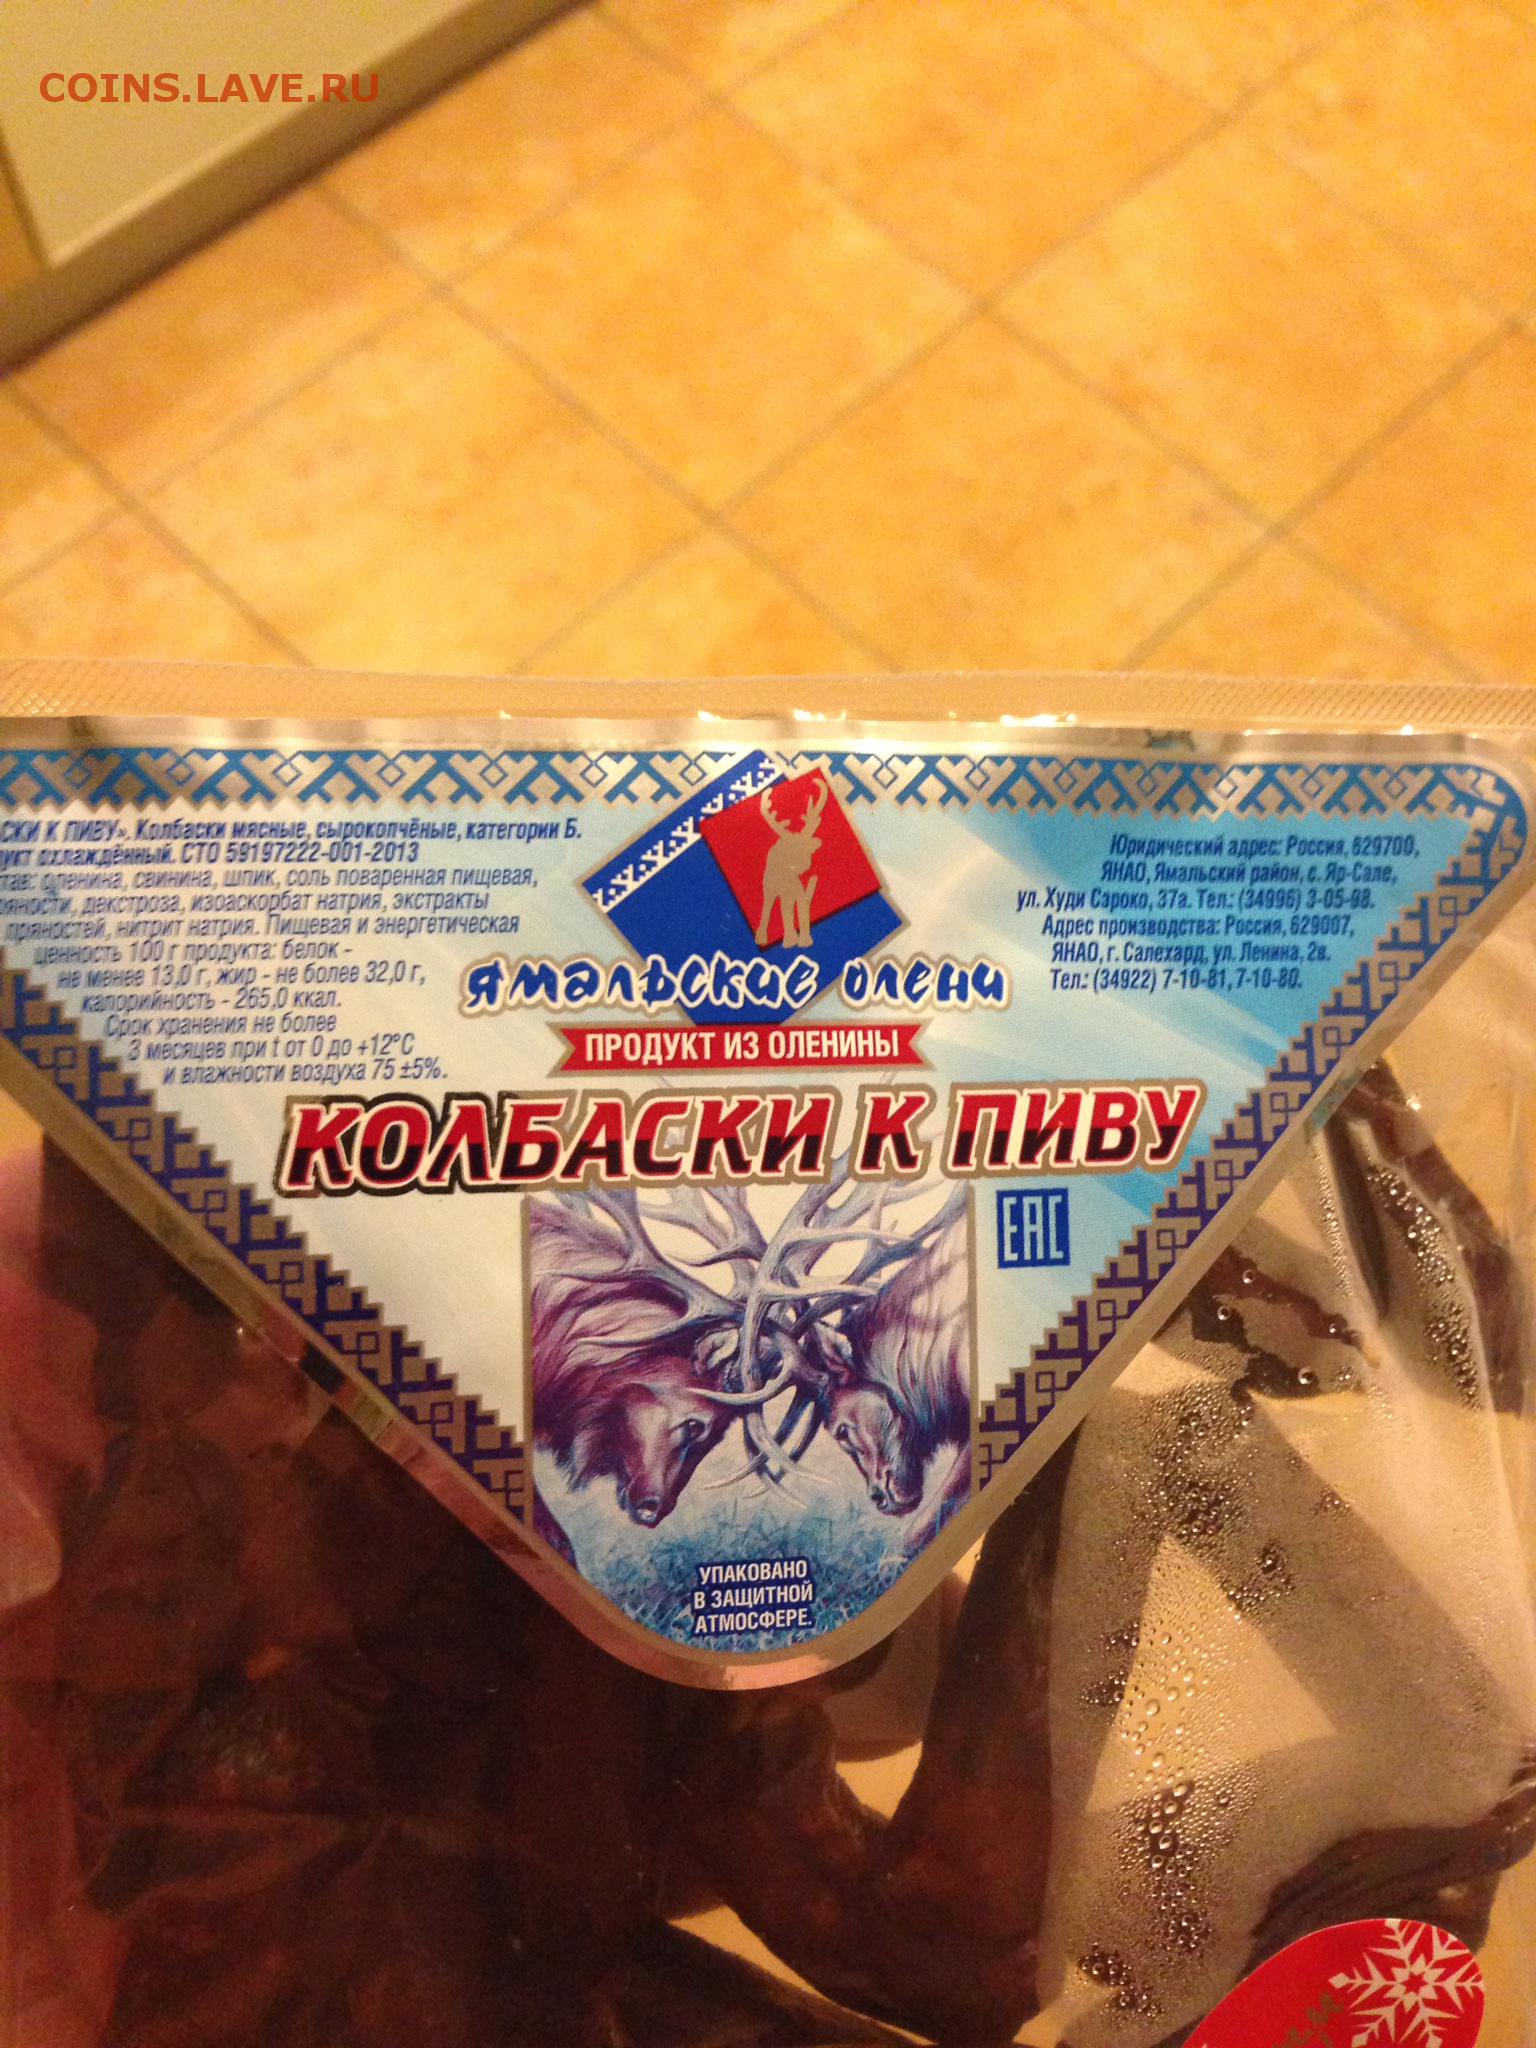 COINS.LAVE.RU
СКИ К ПИВУ». Колбаски мясные, сырокопчёные, категории Б.
охлаждённый. СТО 59197222-001-2013
оленина, свинина, шпик, соль поваренная пищевая,
декстроза, изоаскорбат натрия, экстракты
пряностей, нитрит натрия. Пищевая и энергетическая
ценность 100 г продукта: белок -
не менее 13,0 г, жир - не более 32,0 г,
калорийность - 265,0 ккал.
Срок хранения не более
3 месяцев при t от 0 до +12°С
и влажности воздуха 75 ±5%.
Юридический адрес: Россия, 629700,
ЯНАО, Ямальский район, с. Яр-Сале,
ул. Худи Сэроко, 37а. Тел.: (34996) 3-05-98.
Адрес производства: Россия, 629007,
ЯНАО, г. Салехард, ул. Ленина, 2в.
Тел.: (34922) 7-10-81, 7-10-80.
ямальские олени
ПРОДУКТ ИЗ ОЛЕНИНЫ
КОЛБАСКИ К ПИВУ
ЕАС
УПАКОВАНО
В ЗАЩИТНОЙ
АТМОСФЕРЕ.